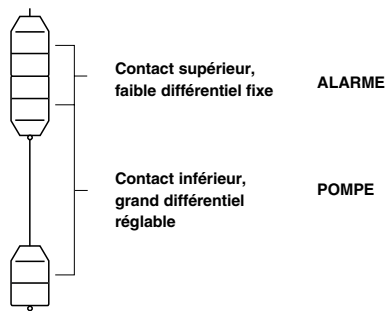 Contact supérieur,
faible différentiel fixe
ALARME
Contact inférieur,
grand différentiel
réglable
POMPE